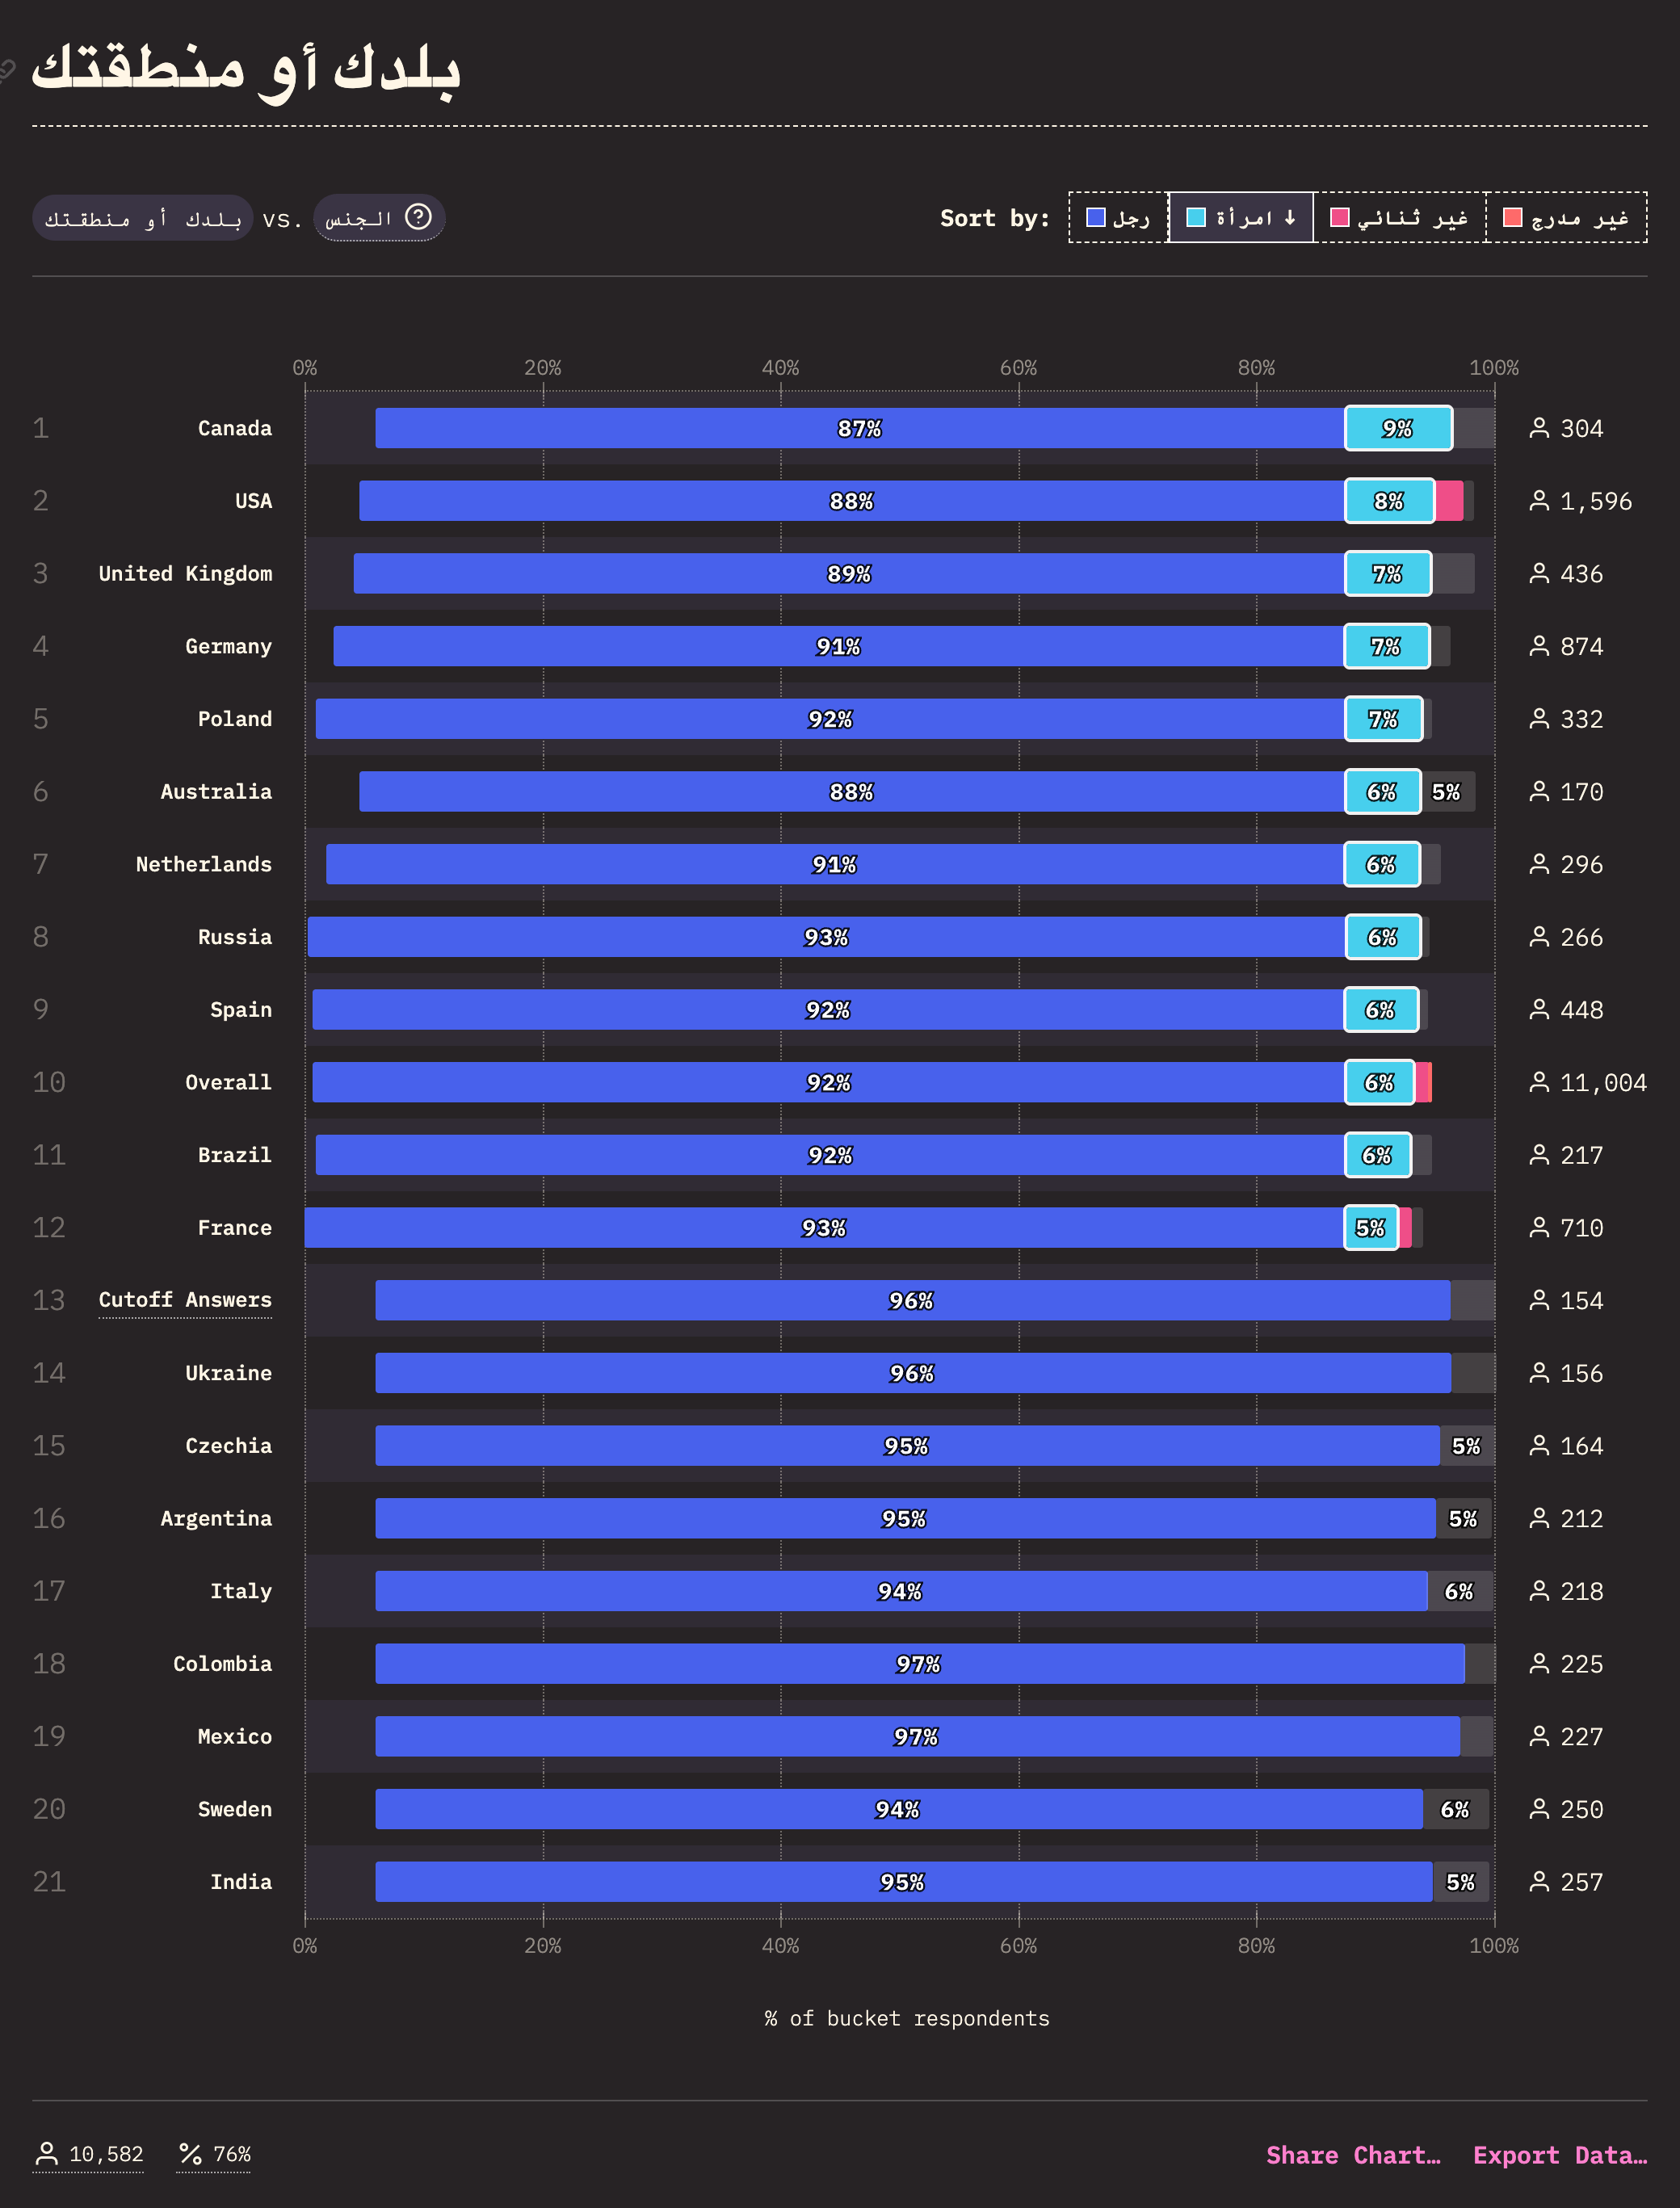 بلدك أو منطقتك
بلدك أو منطقتك vs. الجنس ?
Sort by: رجل امرأة ↓ غير ثنائي غير مدرج
0% 20% 40% 60% 80% 100%
1 Canada 87% 9% 304
2 USA 88% 8% 1,596
3 United Kingdom 89% 7% 436
4 Germany 91% 7% 874
5 Poland 92% 7% 332
6 Australia 88% 6% 5% 170
7 Netherlands 91% 6% 296
8 Russia 93% 6% 266
9 Spain 92% 6% 448
10 Overall 92% 6% 11,004
11 Brazil 92% 6% 217
12 France 93% 5% 710
13 Cutoff Answers 96% 154
14 Ukraine 96% 156
15 Czechia 95% 5% 164
16 Argentina 95% 5% 212
17 Italy 94% 6% 218
18 Colombia 97% 225
19 Mexico 97% 227
20 Sweden 94% 6% 250
21 India 95% 5% 257
0% 20% 40% 60% 80% 100%
% of bucket respondents
10,582 % 76% Share Chart… Export Data…